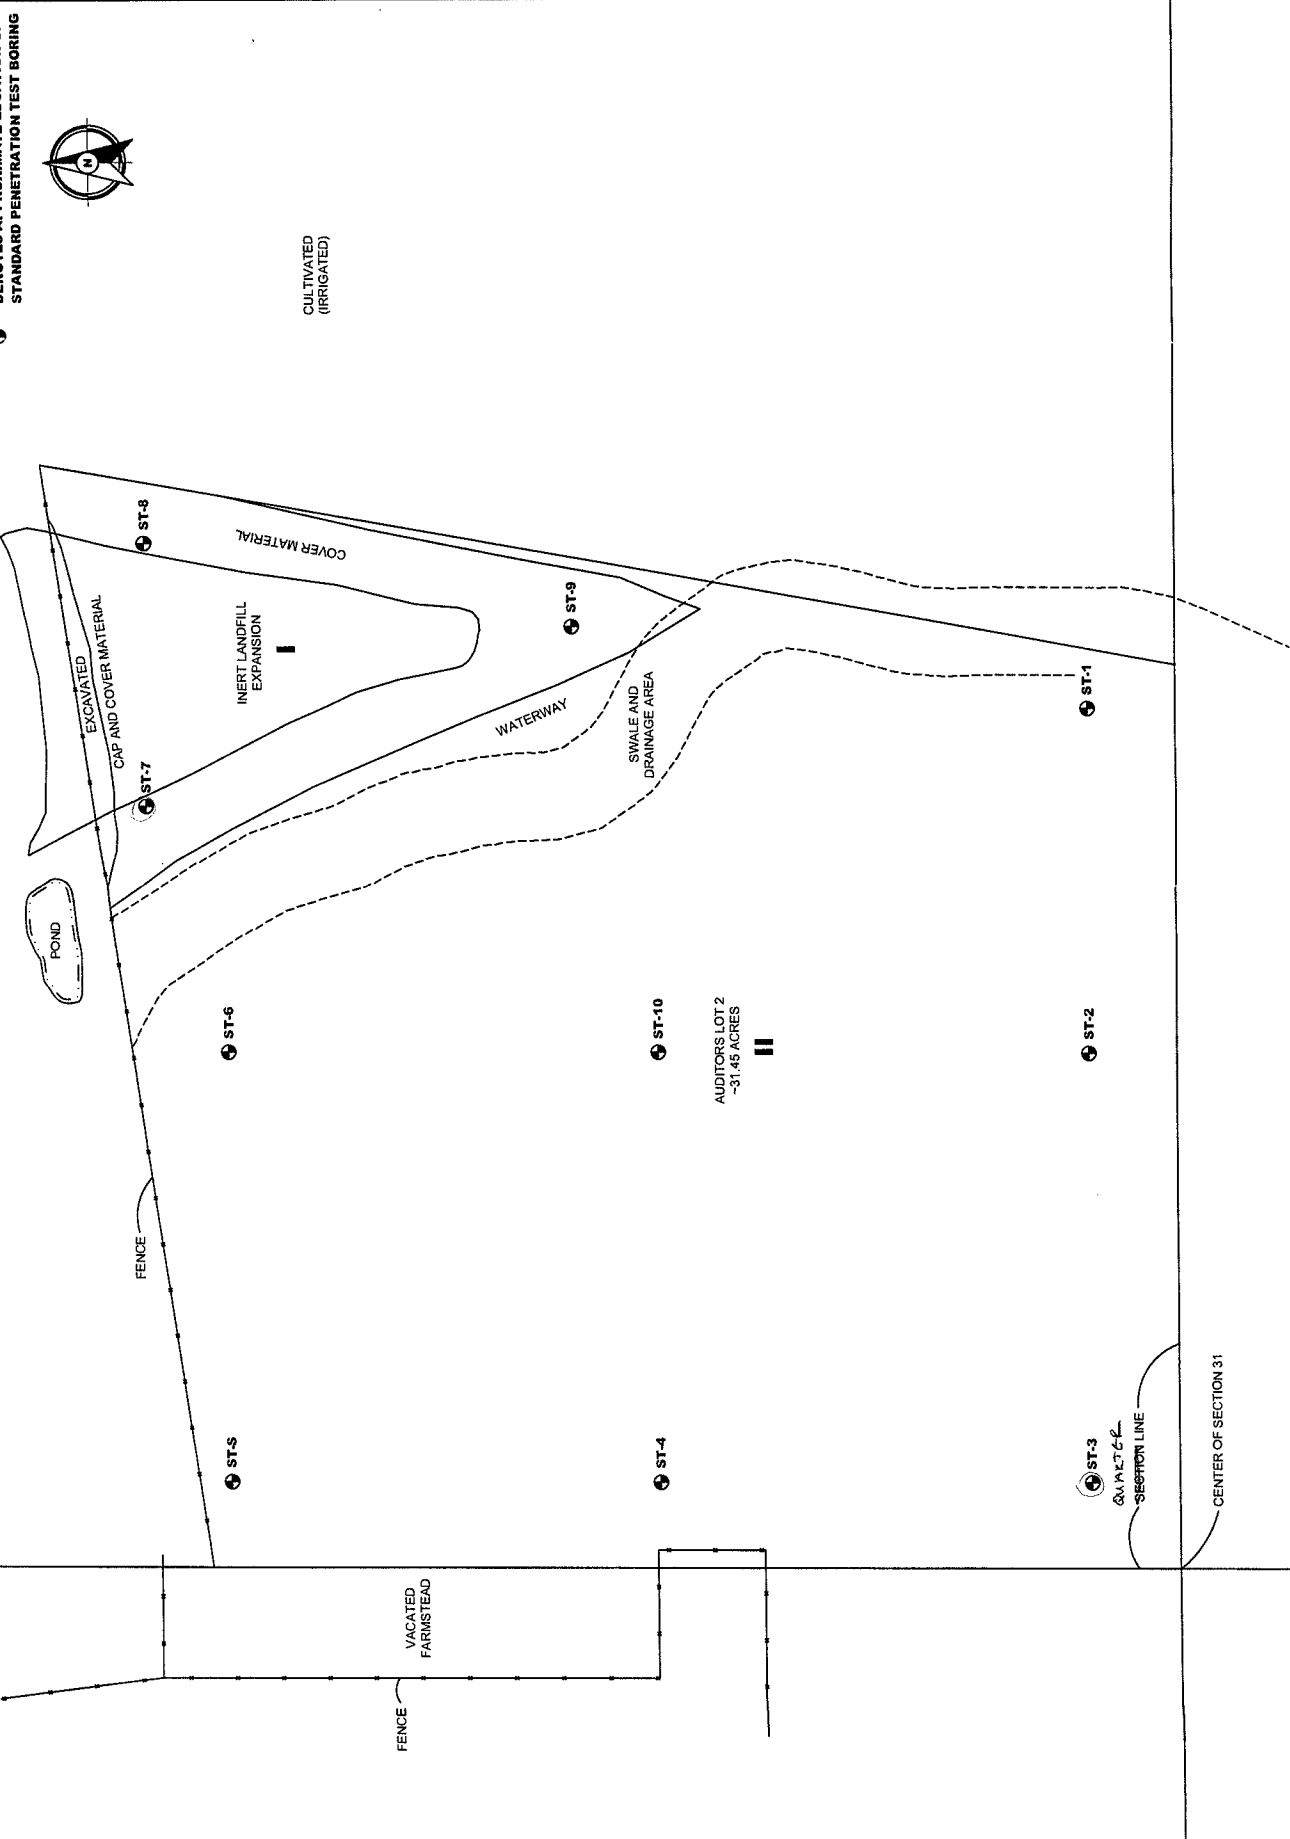 STANDARD PENETRATION TEST BORING
N
CULTIVATED
(IRRIGATED)
ST-8
COVER MATERIAL
EXCAVATED
CAP AND COVER MATERIAL
INERT LANDFILL
EXPANSION
I
ST-9
ST-7
WATERWAY
SWALE AND
DRAINAGE AREA
ST-1
POND
ST-6
ST-10
AUDITORS LOT 2
~31.45 ACRES
II
ST-2
FENCE
ST-S
ST-4
ST-3
QUARTER
SECTION LINE
CENTER OF SECTION 31
VACATED
FARMSTEAD
FENCE